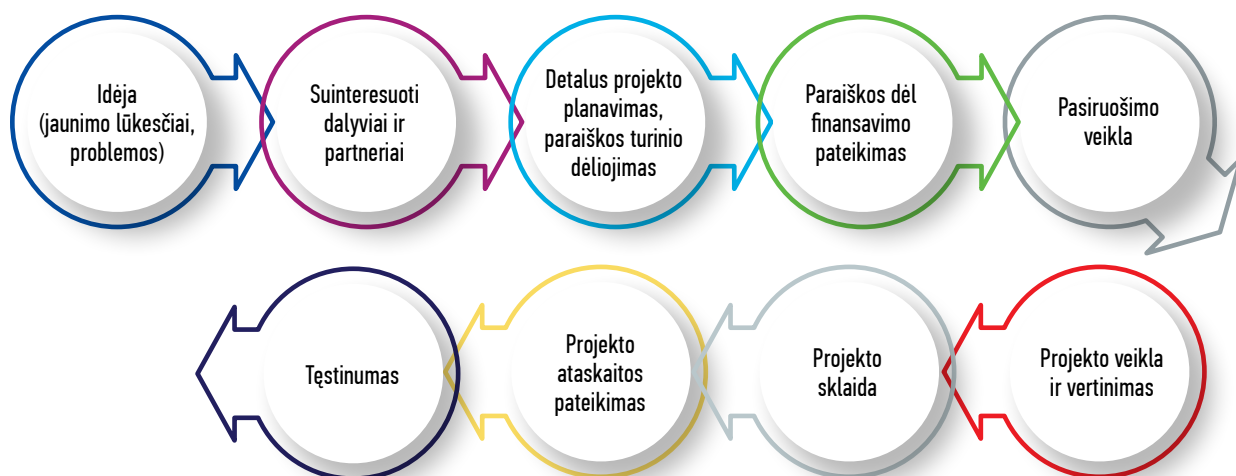 Idėja
(jaunimo lūkesčiai,
problemos)
Suinteresuoti
dalyviai ir
partneriai
Detalus projekto
planavimas,
paraiškos turinio
dėliojimas
Paraiškos dėl
finansavimo
pateikimas
Pasiruošimo
veikla
Projekto veikla
ir vertinimas
Projekto
sklaida
Projekto
ataskaitos
pateikimas
Tęstinumas